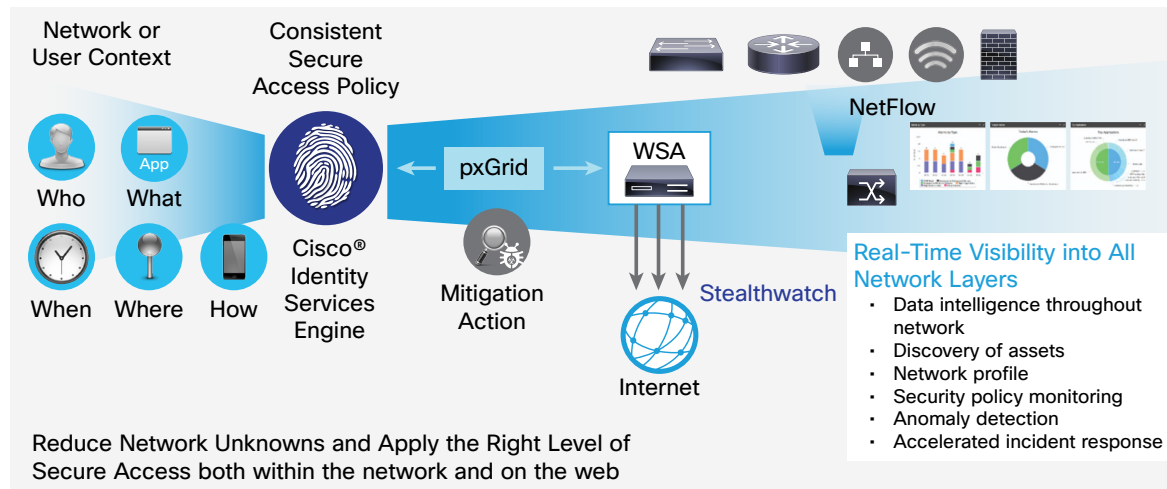 Network or
User Context
Consistent
Secure
Access Policy
NetFlow
App
Who
What
pxGrid
WSA
When
Where
How
Cisco®
Identity
Services
Engine
Mitigation
Action
Stealthwatch
Internet
Real-Time Visibility into All
Network Layers
· Data intelligence throughout
network
· Discovery of assets
· Network profile
· Security policy monitoring
· Anomaly detection
· Accelerated incident response
Reduce Network Unknowns and Apply the Right Level of
Secure Access both within the network and on the web